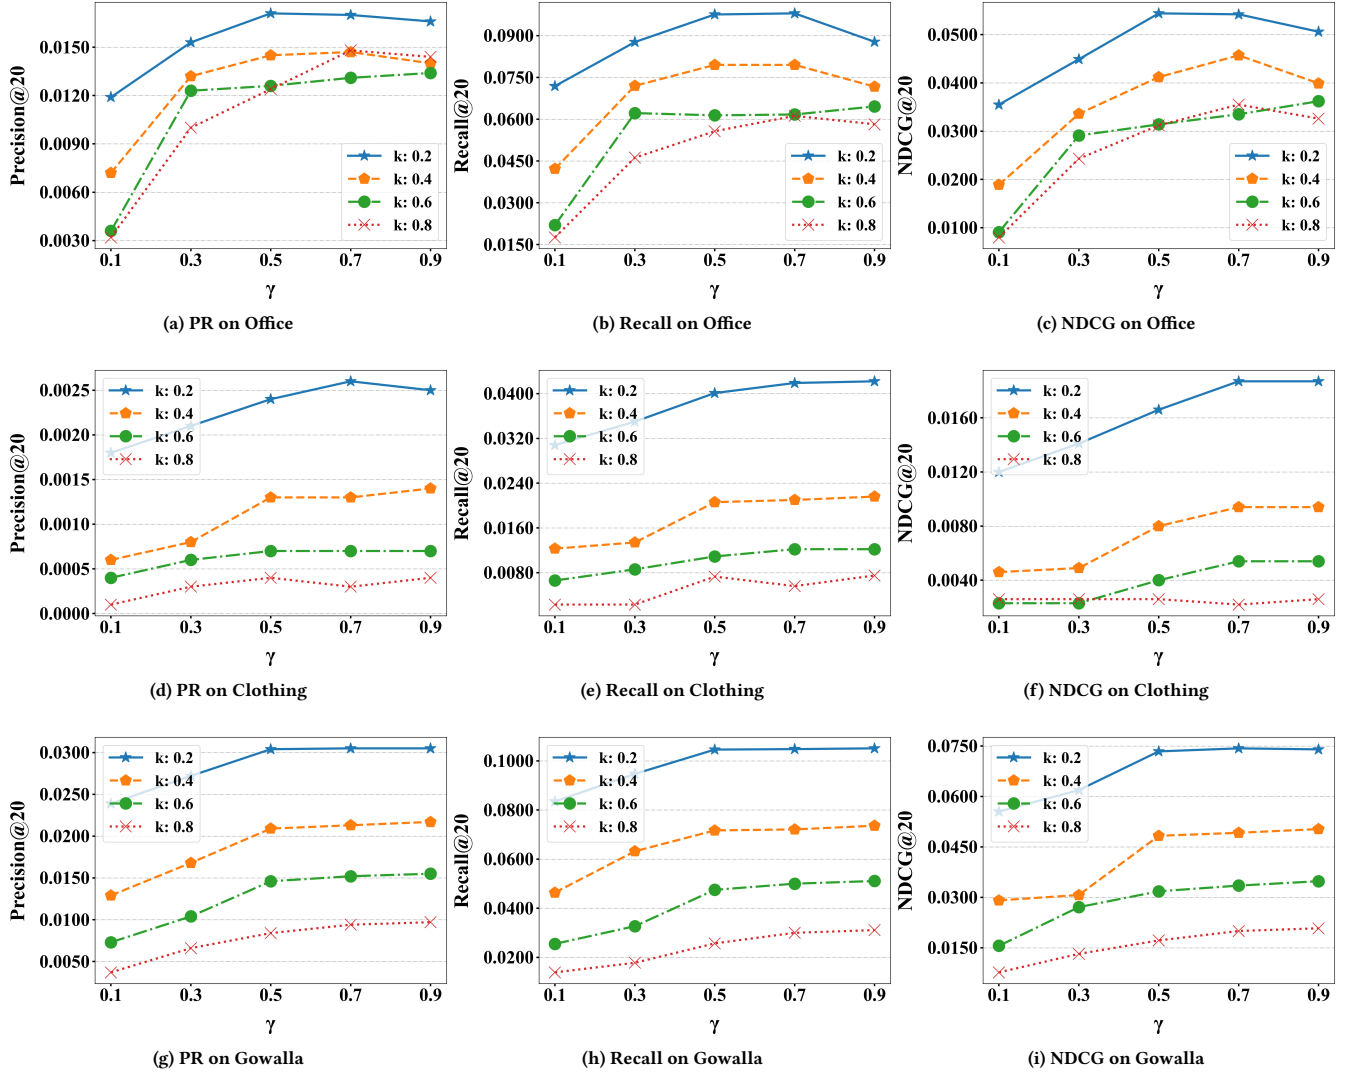 Precision@20
0.0150
0.0120
0.0090
0.0060
0.0030
k: 0.2
k: 0.4
k: 0.6
k: 0.8
0.1 0.3 0.5 0.7 0.9
γ
(a) PR on Office
Recall@20
0.0900
0.0750
0.0600
0.0450
0.0300
0.0150
k: 0.2
k: 0.4
k: 0.6
k: 0.8
0.1 0.3 0.5 0.7 0.9
γ
(b) Recall on Office
NDCG@20
0.0500
0.0400
0.0300
0.0200
0.0100
k: 0.2
k: 0.4
k: 0.6
k: 0.8
0.1 0.3 0.5 0.7 0.9
γ
(c) NDCG on Office
Precision@20
0.0025
0.0020
0.0015
0.0010
0.0005
0.0000
k: 0.2
k: 0.4
k: 0.6
k: 0.8
0.1 0.3 0.5 0.7 0.9
γ
(d) PR on Clothing
Recall@20
0.0400
0.0320
0.0240
0.0160
0.0080
k: 0.2
k: 0.4
k: 0.6
k: 0.8
0.1 0.3 0.5 0.7 0.9
γ
(e) Recall on Clothing
NDCG@20
0.0160
0.0120
0.0080
0.0040
k: 0.2
k: 0.4
k: 0.6
k: 0.8
0.1 0.3 0.5 0.7 0.9
γ
(f) NDCG on Clothing
Precision@20
0.0300
0.0250
0.0200
0.0150
0.0100
0.0050
k: 0.2
k: 0.4
k: 0.6
k: 0.8
0.1 0.3 0.5 0.7 0.9
γ
(g) PR on Gowalla
Recall@20
0.1000
0.0800
0.0600
0.0400
0.0200
k: 0.2
k: 0.4
k: 0.6
k: 0.8
0.1 0.3 0.5 0.7 0.9
γ
(h) Recall on Gowalla
NDCG@20
0.0750
0.0600
0.0450
0.0300
0.0150
k: 0.2
k: 0.4
k: 0.6
k: 0.8
0.1 0.3 0.5 0.7 0.9
γ
(i) NDCG on Gowalla